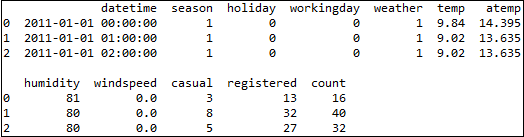 datetime season holiday workingday weather temp atemp
0 2011-01-01 00:00:00 1 0 0 1 9.84 14.395
1 2011-01-01 01:00:00 1 0 0 1 9.02 13.635
2 2011-01-01 02:00:00 1 0 0 1 9.02 13.635
humidity windspeed casual registered count
0 81 0.0 3 13 16
1 80 0.0 8 32 40
2 80 0.0 5 27 32